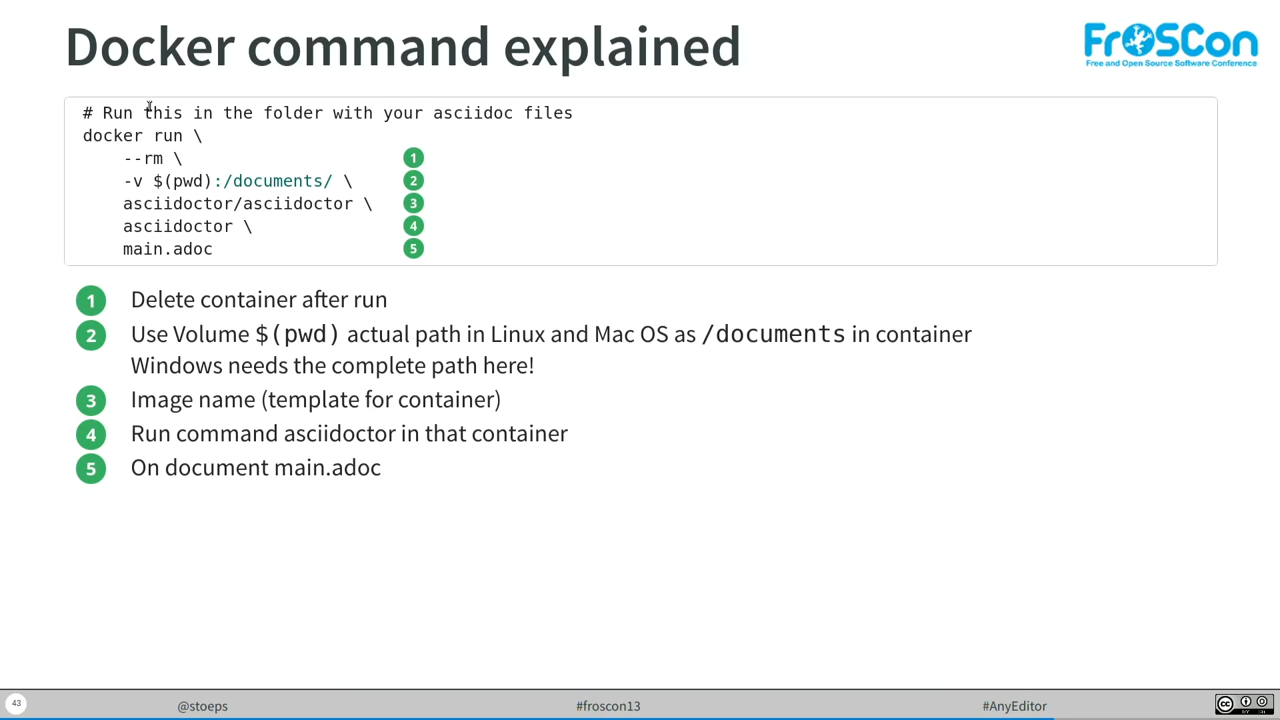 Docker command explained
FrOSCon
Free and Open Source Software Conference
# Run this in the folder with your asciidoc files
docker run \
--rm \ 1
-v $(pwd):/documents/ \ 2
asciidoctor/asciidoctor \ 3
asciidoctor \ 4
main.adoc 5
1 Delete container after run
2 Use Volume $(pwd) actual path in Linux and Mac OS as /documents in container
Windows needs the complete path here!
3 Image name (template for container)
4 Run command asciidoctor in that container
5 On document main.adoc
43 @stoeps #froscon13 #AnyEditor